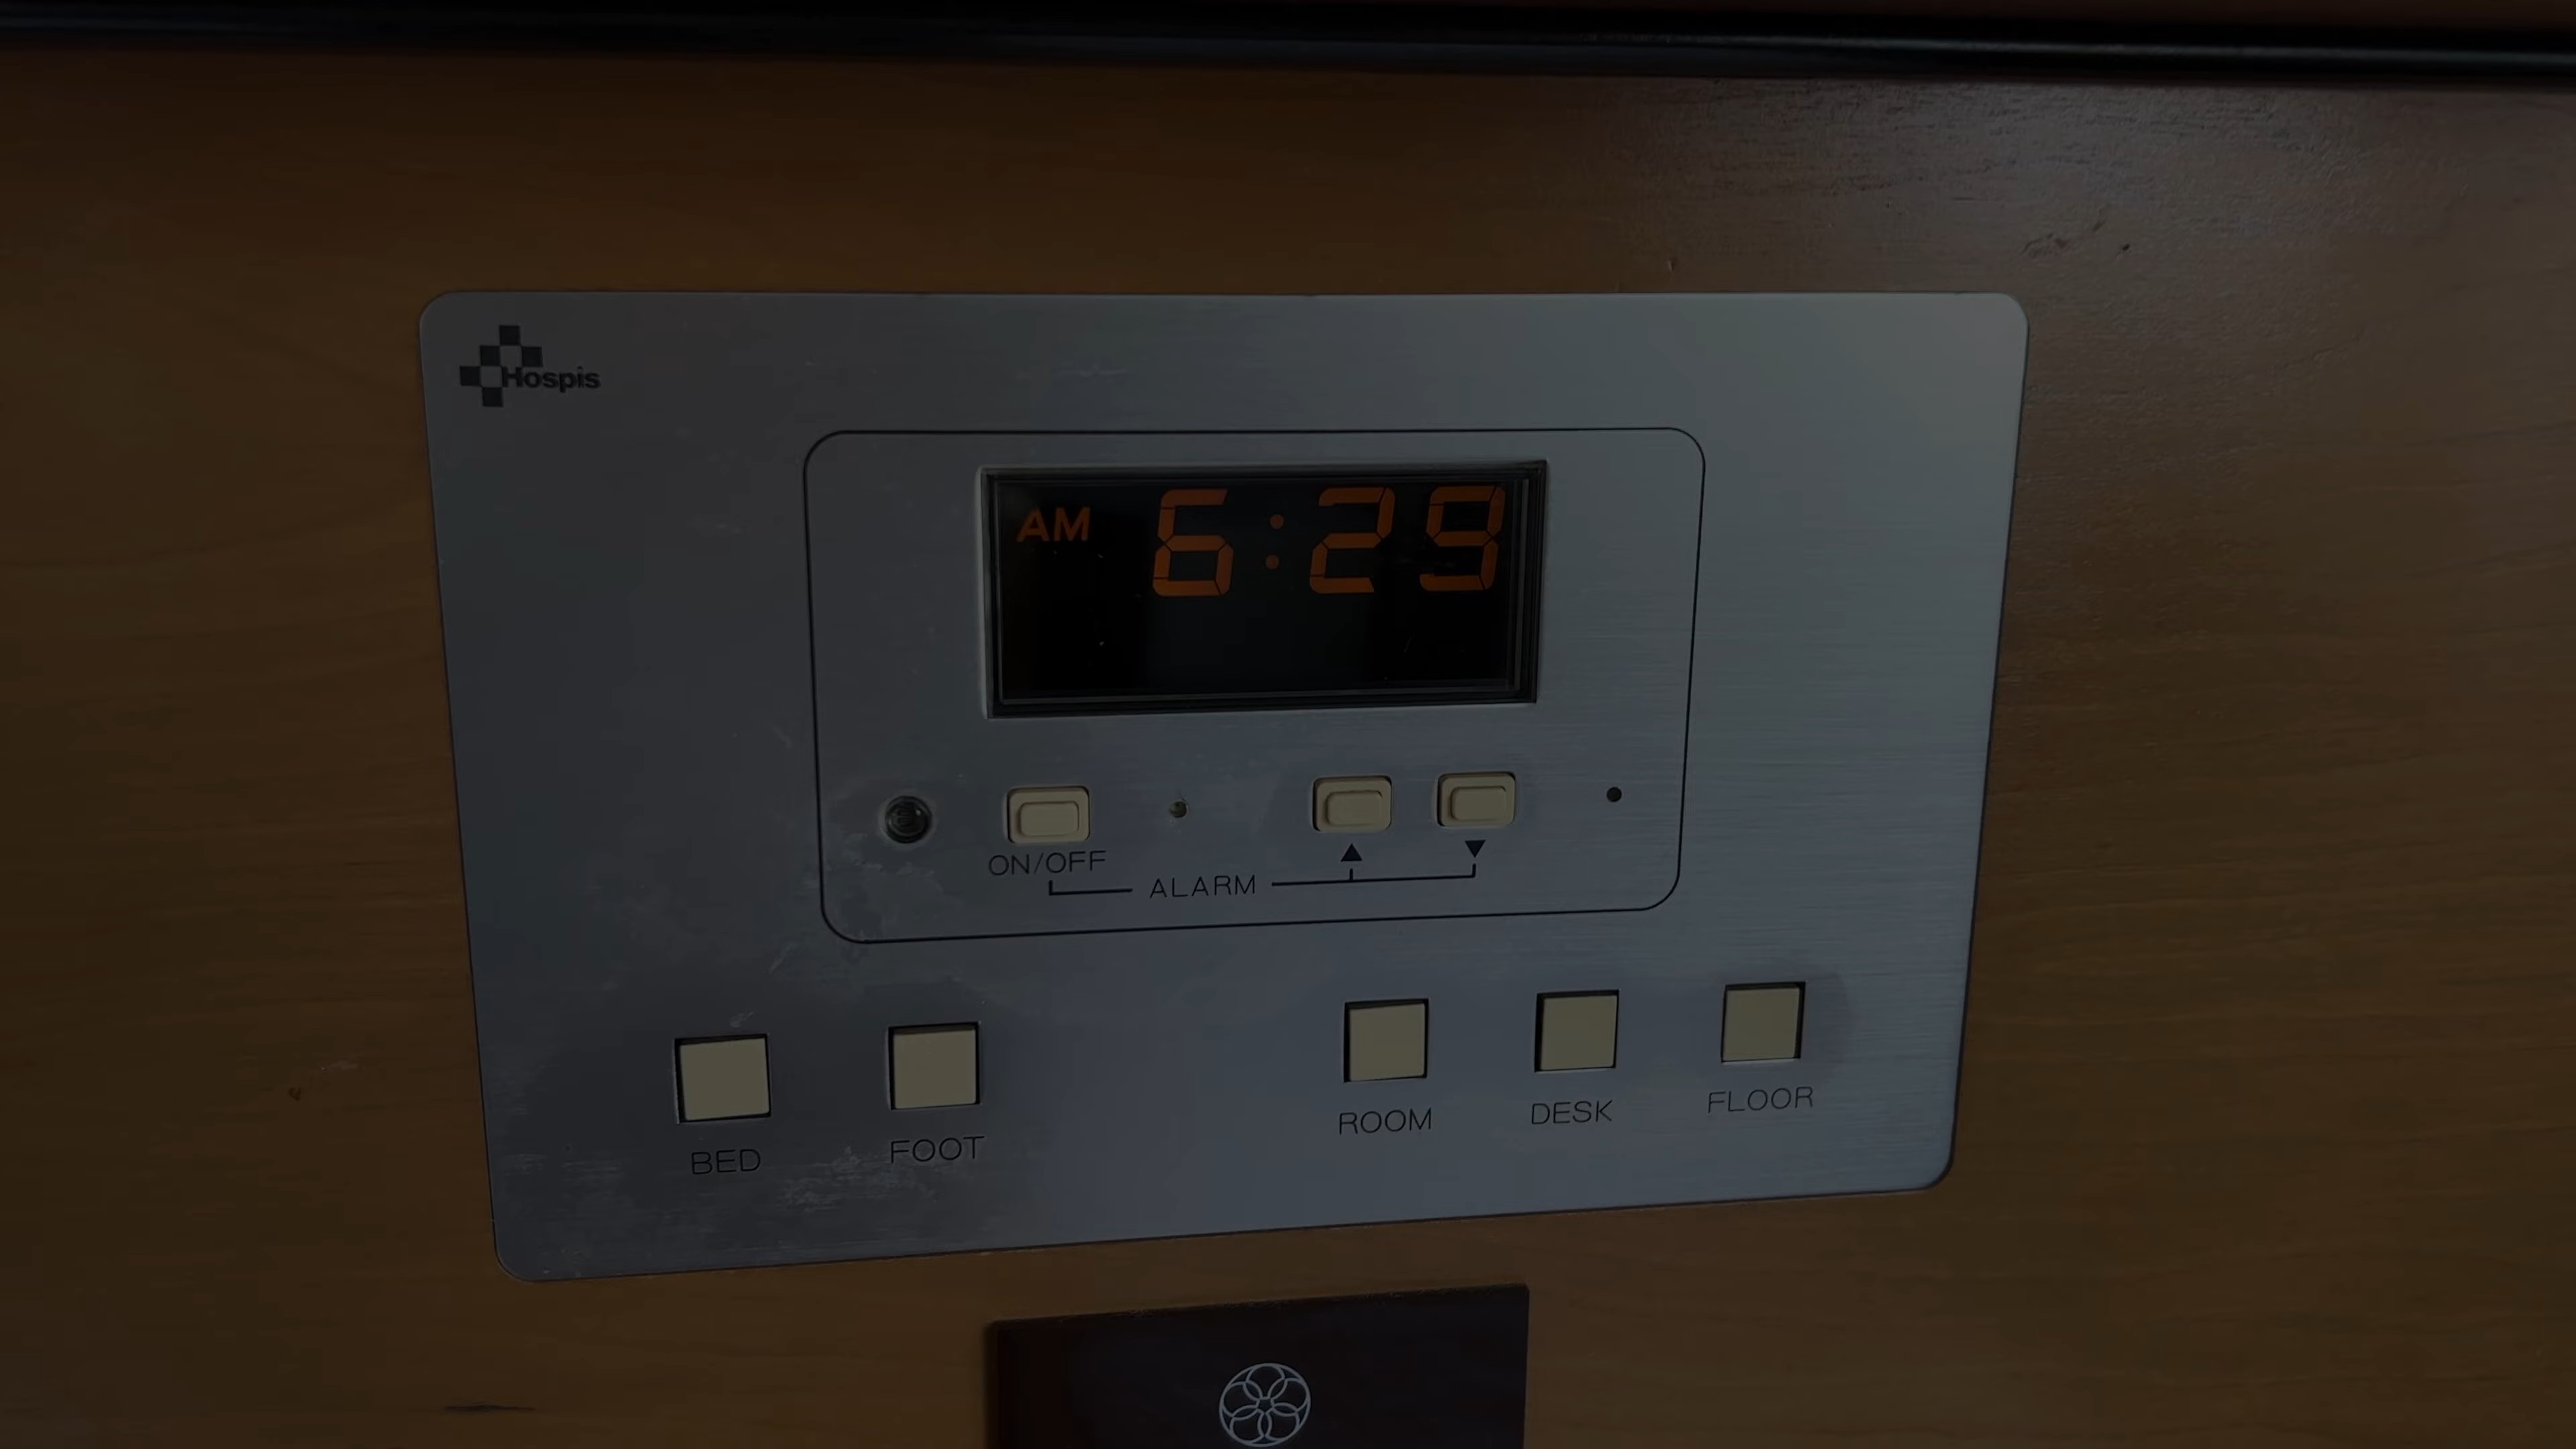 Hospis
AM 6:29
ON/OFF
▲ ▼
ALARM
BED FOOT ROOM DESK FLOOR